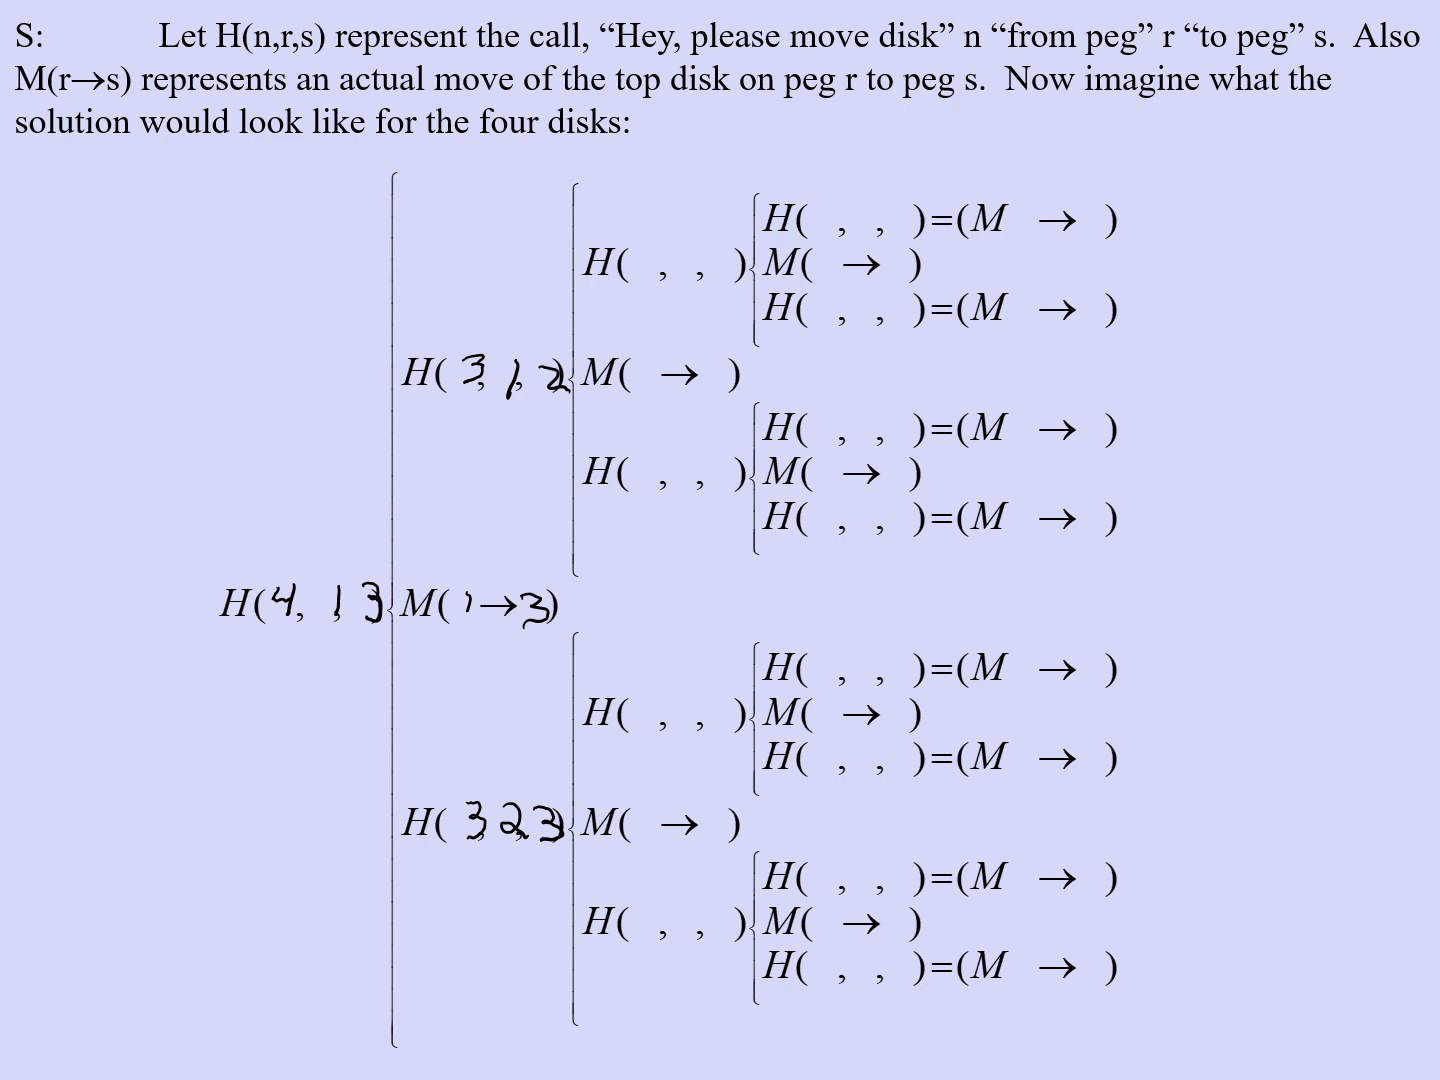 S: Let H(n,r,s) represent the call, “Hey, please move disk” n “from peg” r “to peg” s. Also
M(r→s) represents an actual move of the top disk on peg r to peg s. Now imagine what the
solution would look like for the four disks:
H( , , )=(M → )
H( , , ) M( → )
H( , , )=(M → )
H( 3, 1, 2) M( → )
H( , , )=(M → )
H( , , ) M( → )
H( , , )=(M → )
H(4, 1, 3) M( 1→3)
H( , , )=(M → )
H( , , ) M( → )
H( , , )=(M → )
H( 3, 2, 3) M( → )
H( , , )=(M → )
H( , , ) M( → )
H( , , )=(M → )